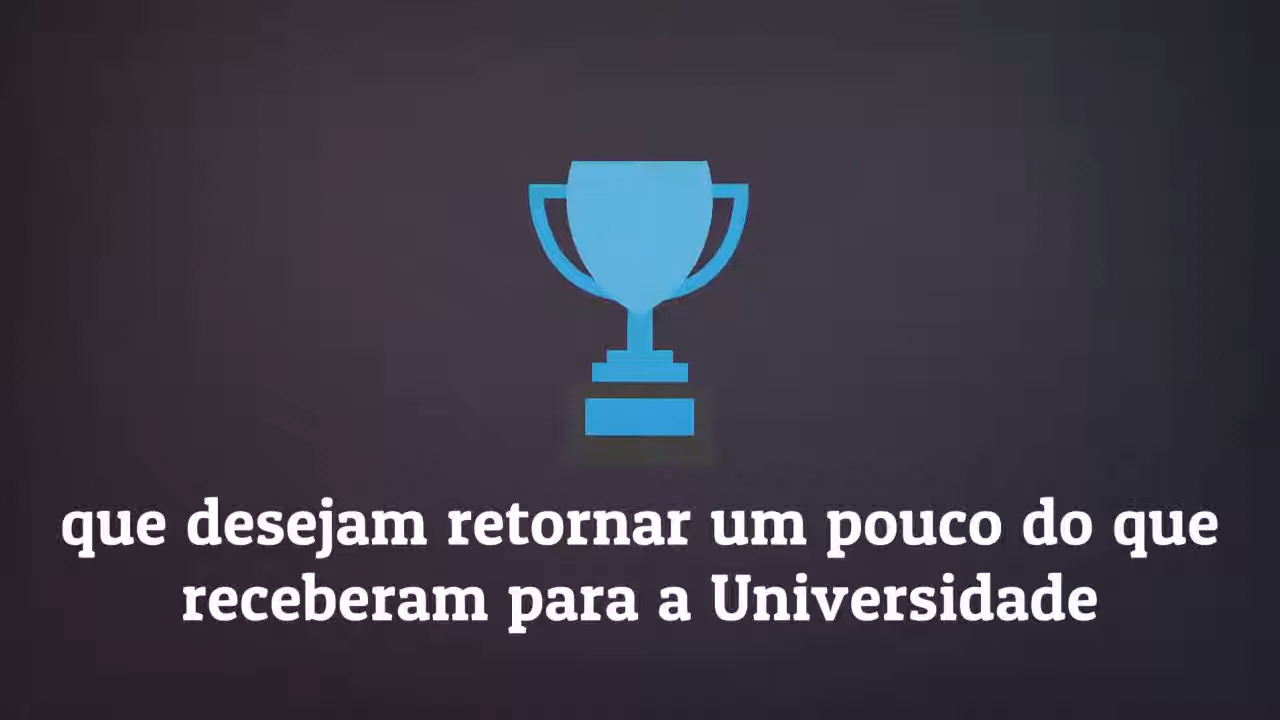 que desejam retornar um pouco do que
receberam para a Universidade